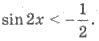 sin 2x < -1/2.